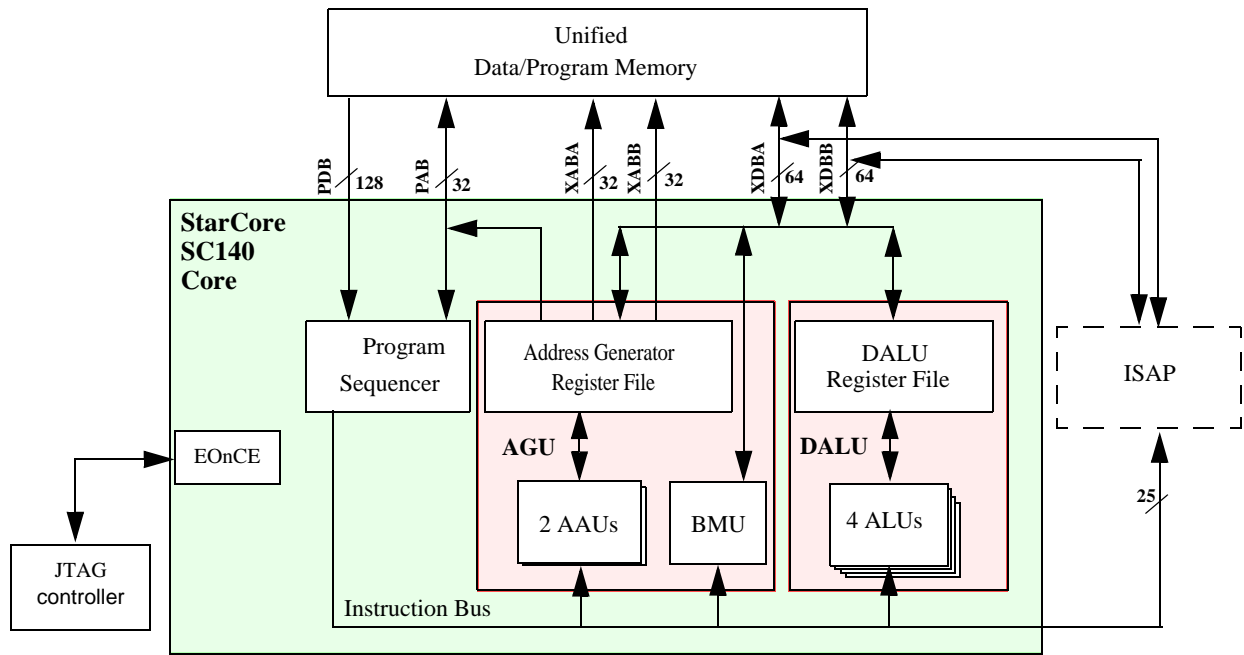 Unified
Data/Program Memory
PDB
128
PAB
32
XABA
32
XABB
32
XDBA
64
XDBB
64
StarCore
SC140
Core
Program
Sequencer
Address Generator
Register File
DALU
Register File
ISAP
AGU
DALU
EOnCE
2 AAUs
BMU
4 ALUs
25
JTAG
controller
Instruction Bus